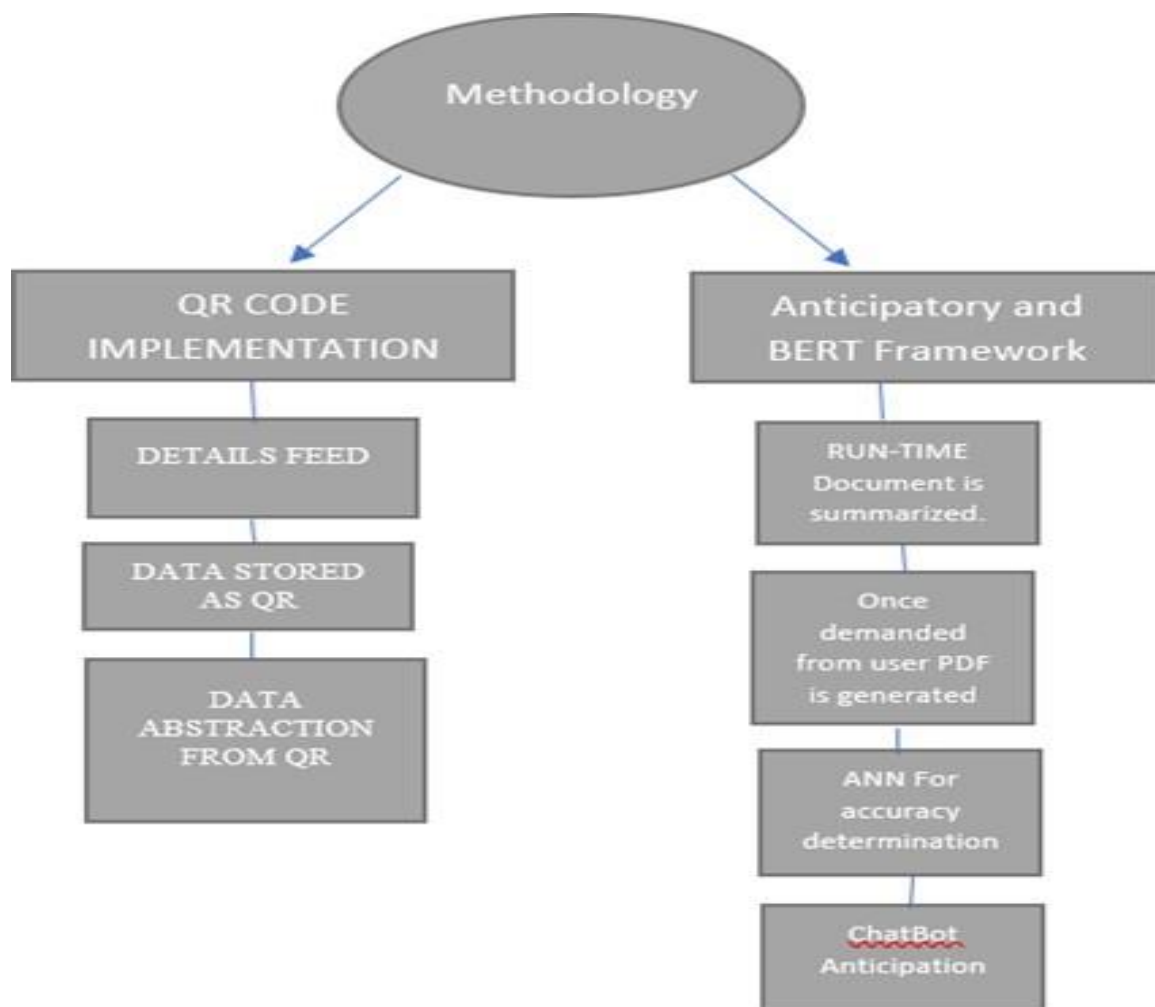 Methodology
QR CODE
IMPLEMENTATION
DETAILS FEED
DATA STORED
AS QR
DATA
ABSTRACTION
FROM QR
Anticipatory and
BERT Framework
RUN-TIME
Document is
summarized.
Once
demanded
from user PDF
is generated
ANN For
accuracy
determination
ChatBot
Anticipation